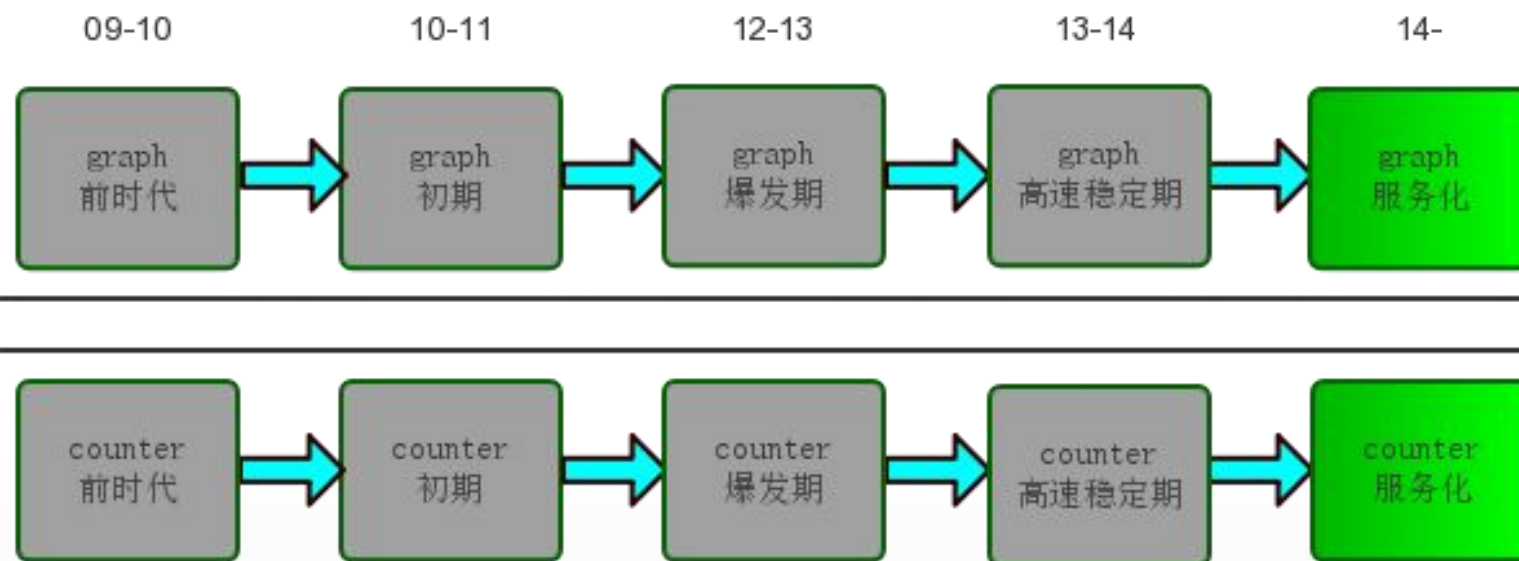 09-10
10-11
12-13
13-14
14-
graph
前时代
graph
初期
graph
爆发期
graph
高速稳定期
graph
服务化
counter
前时代
counter
初期
counter
爆发期
counter
高速稳定期
counter
服务化